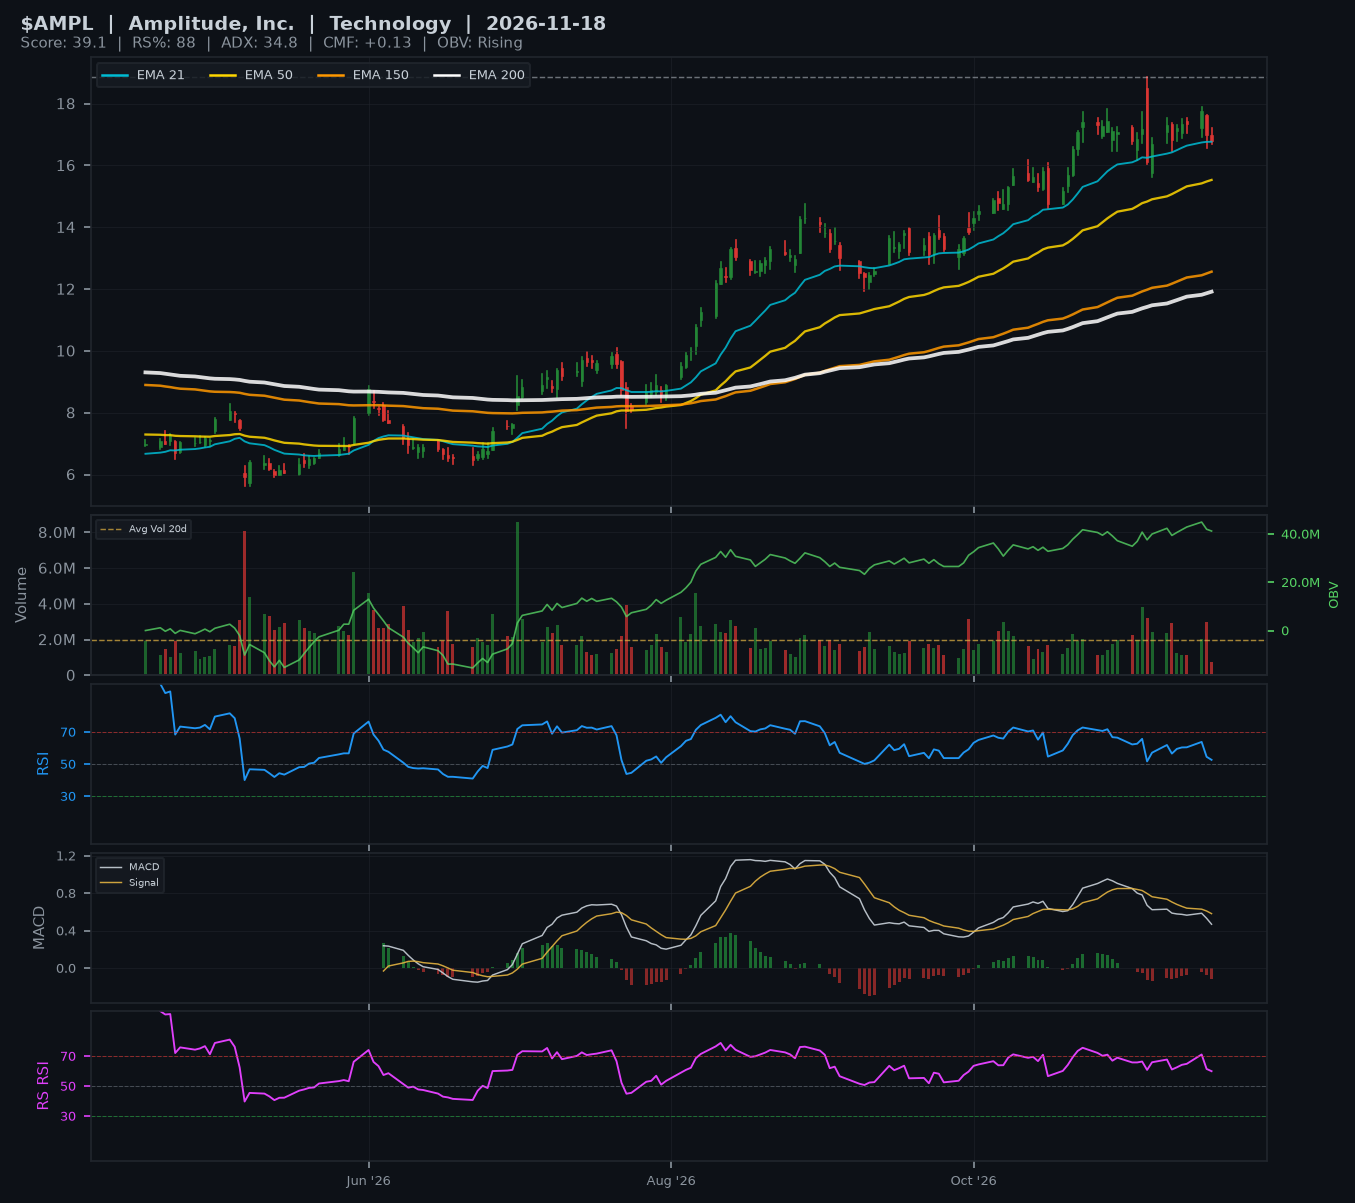 $AMPL | Amplitude, Inc. | Technology | 2026-11-18
Score: 39.1 | RS%: 88 | ADX: 34.8 | CMF: +0.13 | OBV: Rising
EMA 21 EMA 50 EMA 150 EMA 200
18
16
14
12
10
8
6
Avg Vol 20d
8.0M
6.0M
4.0M
2.0M
0
Volume
40.0M
20.0M
0
OBV
70
50
30
RSI
MACD
Signal
1.2
0.8
0.4
0.0
MACD
70
50
30
RS RSI
Jun '26 Aug '26 Oct '26